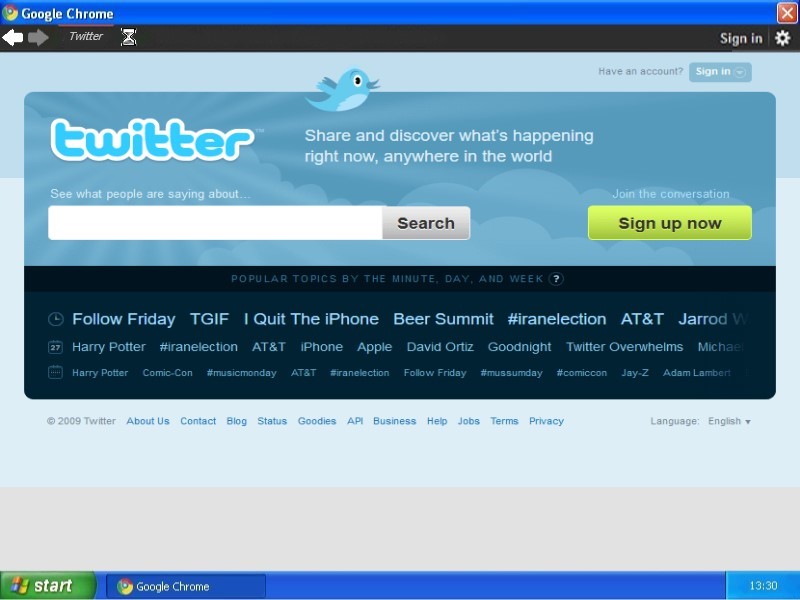 Google Chrome
Twitter
Sign in
Have an account? Sign in
twitter™
Share and discover what's happening
right now, anywhere in the world
See what people are saying about...
Join the conversation
Search
Sign up now
POPULAR TOPICS BY THE MINUTE, DAY, AND WEEK ?
Follow Friday TGIF I Quit The iPhone Beer Summit #iranelection AT&T Jarrod W
27 Harry Potter #iranelection AT&T iPhone Apple David Ortiz Goodnight Twitter Overwhelms Michae
Harry Potter Comic-Con #musicmonday AT&T #iranelection Follow Friday #mussumday #comiccon Jay-Z Adam Lambert
© 2009 Twitter About Us Contact Blog Status Goodies API Business Help Jobs Terms Privacy Language: English
start Google Chrome 13:30